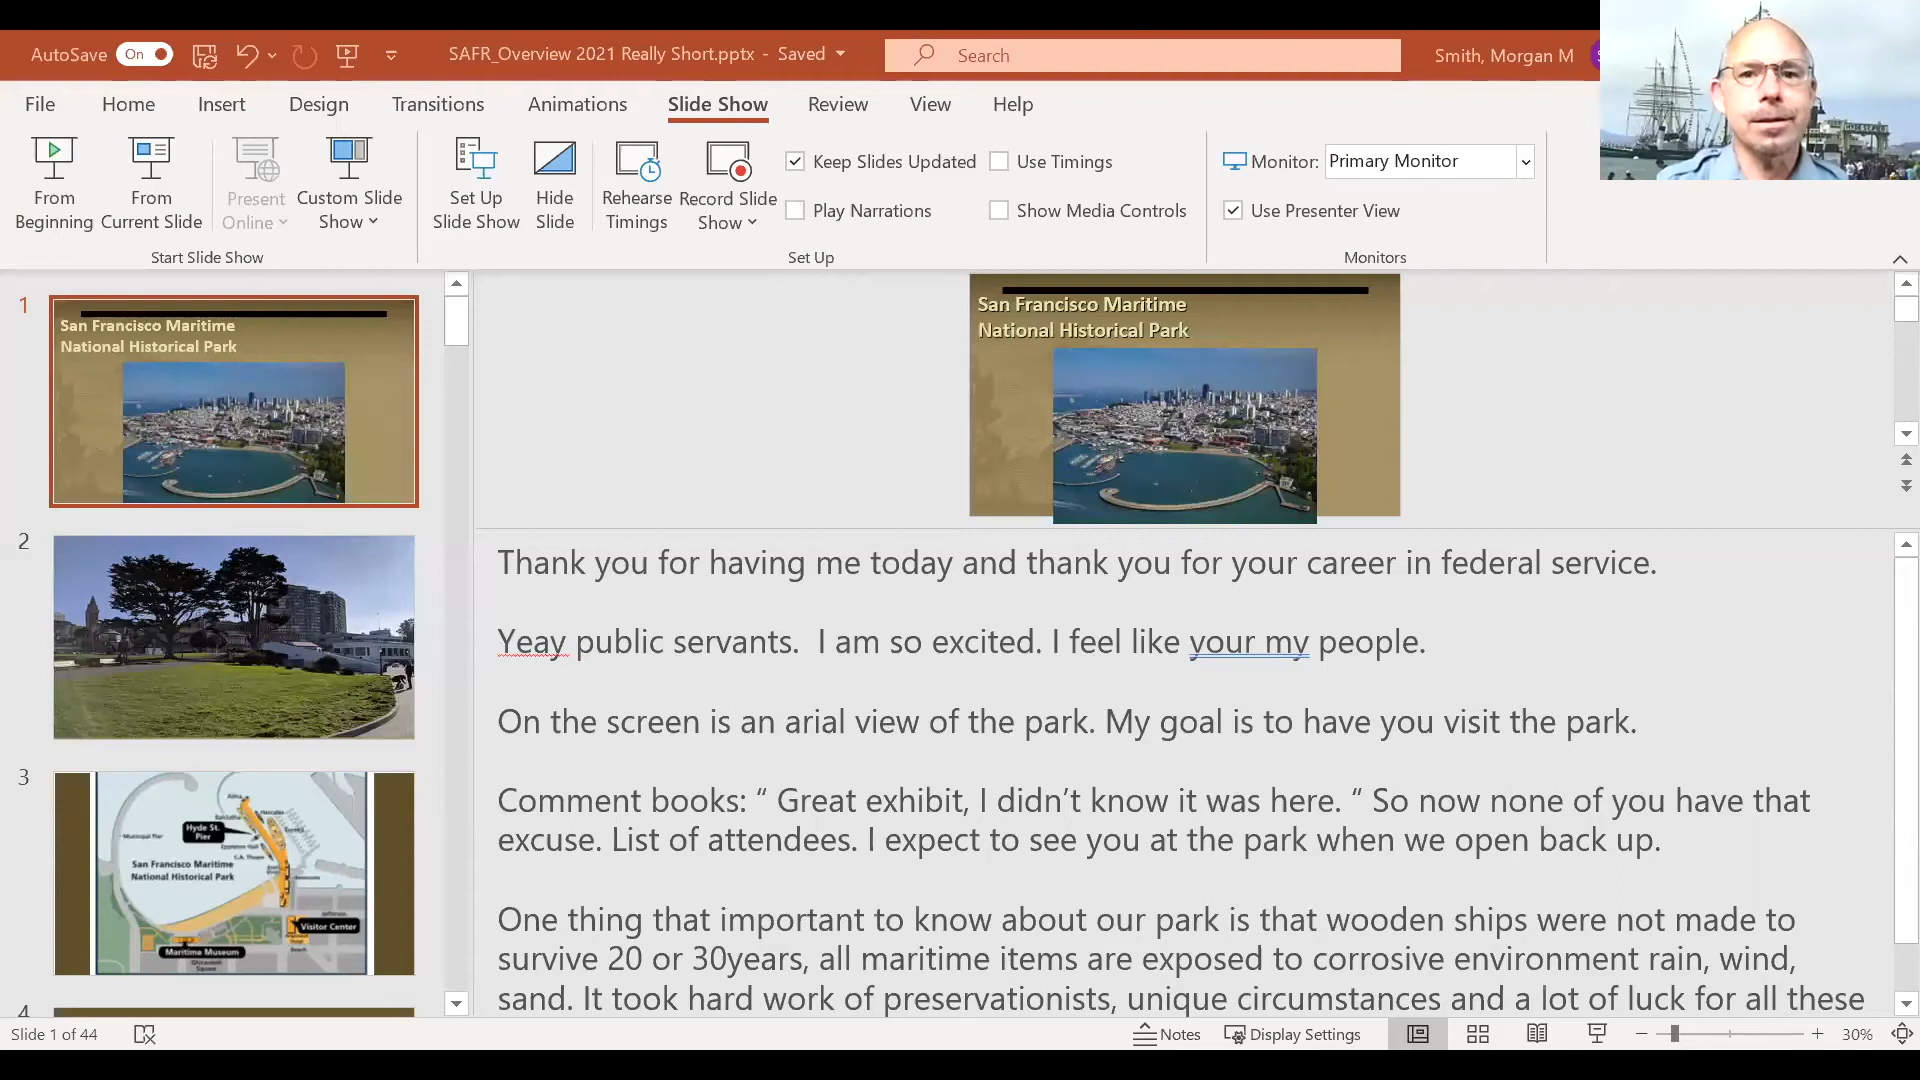 AutoSave On
SAFR_Overview 2021 Really Short.pptx - Saved
Search
Smith, Morgan M
File Home Insert Design Transitions Animations Slide Show Review View Help
From Beginning
From Current Slide
Present Online
Custom Slide Show
Start Slide Show
Set Up Slide Show
Hide Slide
Rehearse Timings
Record Slide Show
Keep Slides Updated
Use Timings
Play Narrations
Show Media Controls
Set Up
Monitor: Primary Monitor
Use Presenter View
Monitors
1
San Francisco Maritime
National Historical Park
2
3
Hyde St.
Pier
San Francisco Maritime
National Historical Park
Visitor Center
Maritime Museum
4
San Francisco Maritime
National Historical Park
Thank you for having me today and thank you for your career in federal service.
Yeay public servants.  I am so excited. I feel like your my people.
On the screen is an arial view of the park. My goal is to have you visit the park.
Comment books: “ Great exhibit, I didn’t know it was here. “ So now none of you have that
excuse. List of attendees. I expect to see you at the park when we open back up.
One thing that important to know about our park is that wooden ships were not made to
survive 20 or 30years, all maritime items are exposed to corrosive environment rain, wind,
sand. It took hard work of preservationists, unique circumstances and a lot of luck for all these
Slide 1 of 44
Notes
Display Settings
30%